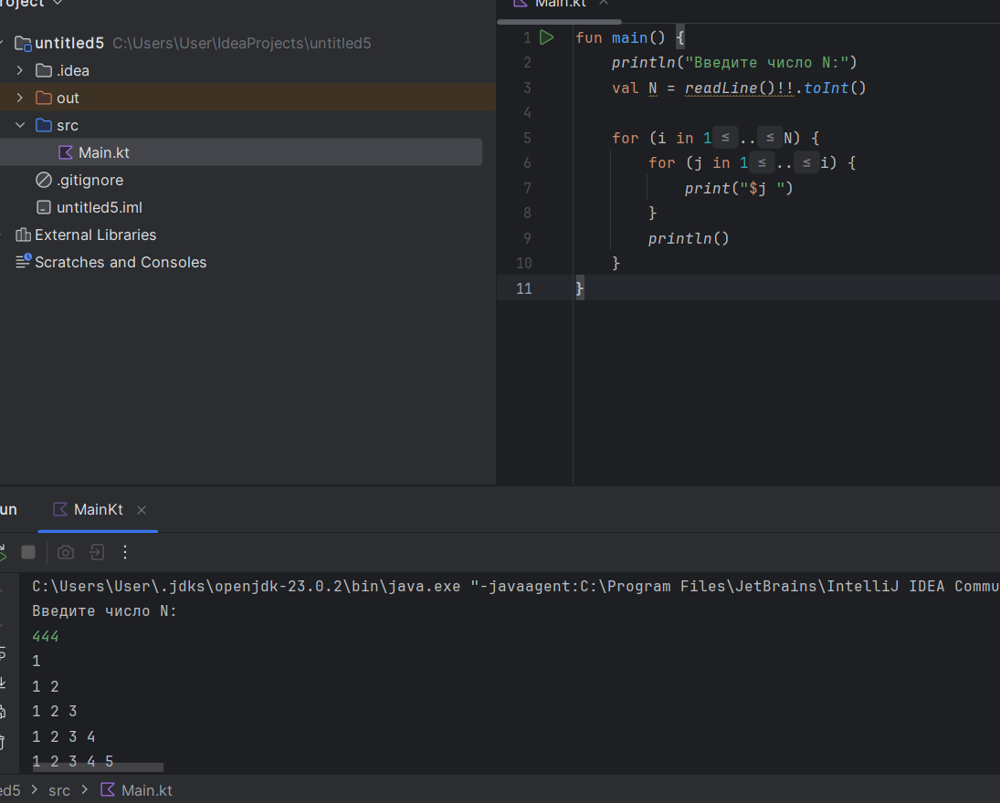 roject
untitled5 C:\Users\User\IdeaProjects\untitled5
.idea
out
src
Main.kt
.gitignore
untitled5.iml
External Libraries
Scratches and Consoles
Main.kt
1 fun main() {
2 println("Введите число N:")
3 val N = readLine()!!.toInt()
4
5 for (i in 1 ≤ .. ≤ N) {
6 for (j in 1 ≤ .. ≤ i) {
7 print("$j ")
8 }
9 println()
10 }
11 }
un MainKt
C:\Users\User\.jdks\openjdk-23.0.2\bin\java.exe "-javaagent:C:\Program Files\JetBrains\IntelliJ IDEA Commu
Введите число N:
444
1
1 2
1 2 3
1 2 3 4
1 2 3 4 5
ed5 > src > Main.kt